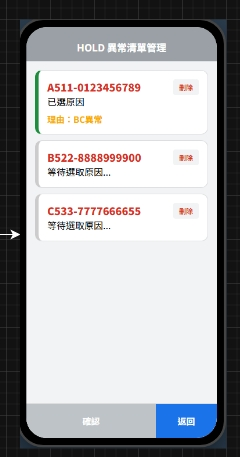 HOLD 異常清單管理
A511-0123456789
刪除
已選原因
理由：BC異常
B522-8888999900
刪除
等待選取原因...
C533-7777666655
刪除
等待選取原因...
確認
返回